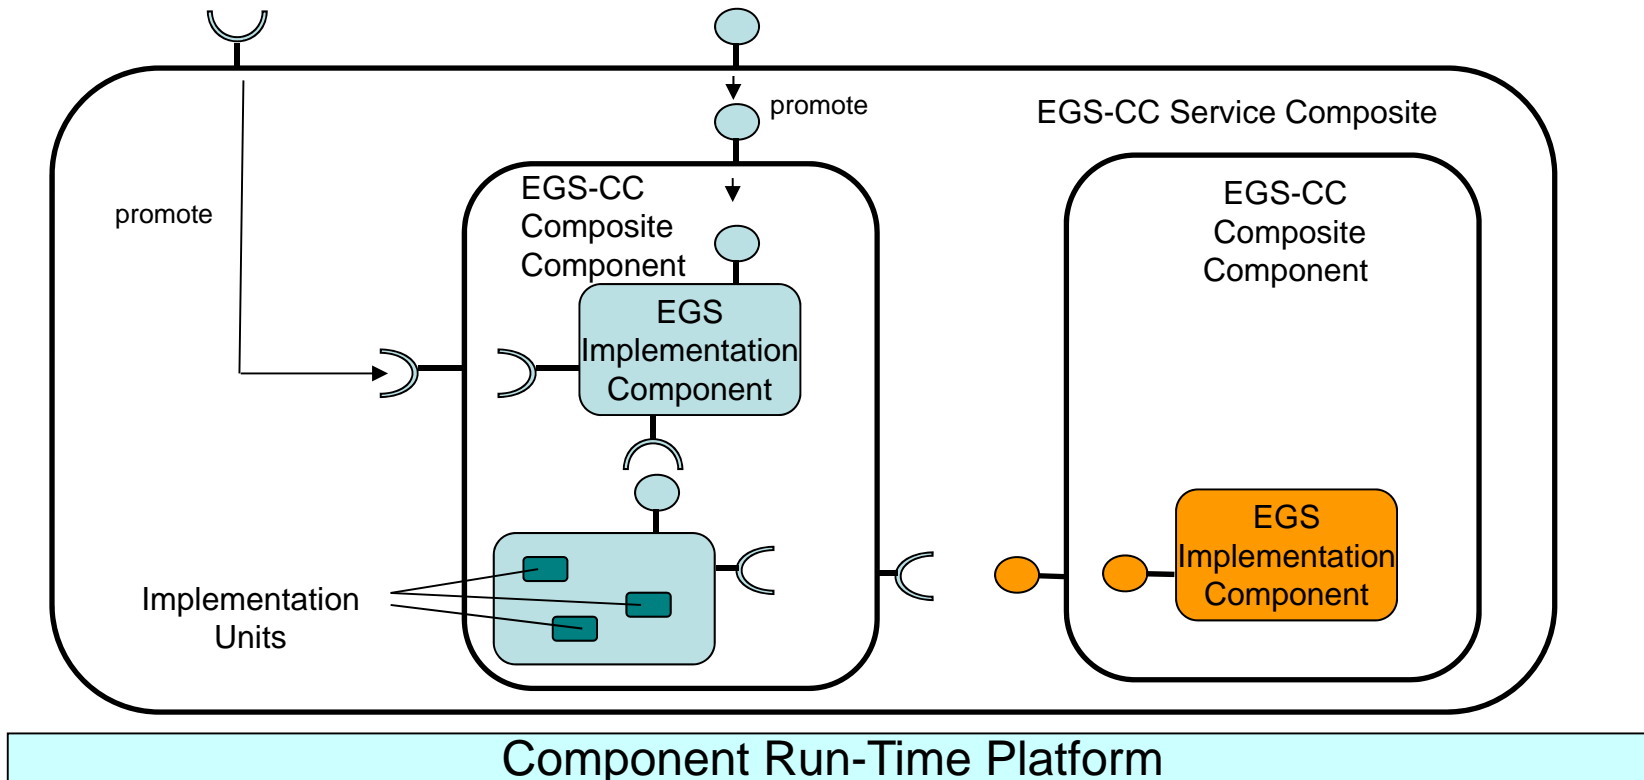 promote
EGS-CC Service Composite
EGS-CC
Composite
Component
EGS-CC
Composite
Component
promote
EGS
Implementation
Component
EGS
Implementation
Component
Implementation
Units
Component Run-Time Platform